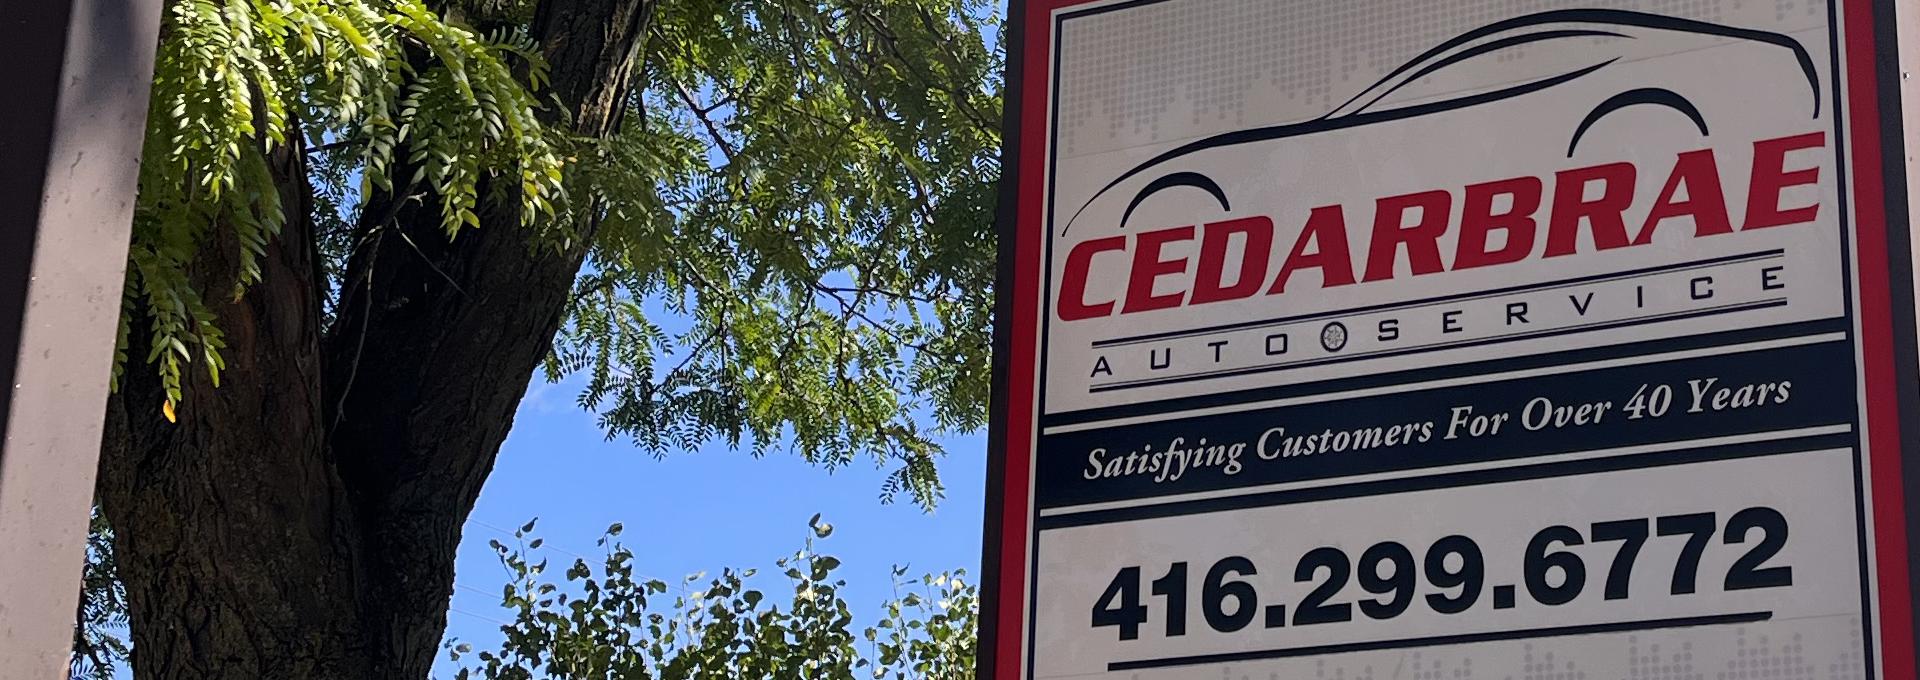 CEDARBRAE
AUTO SERVICE
Satisfying Customers For Over 40 Years
416.299.6772